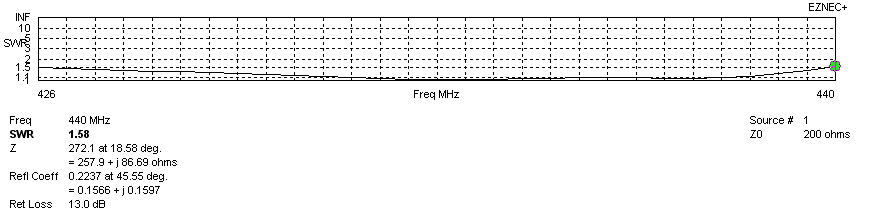 EZNEC+
INF
10
5
SWR
3
2
1.5
1.1
426 Freq MHz 440
Freq 440 MHz Source # 1
SWR 1.58 Z0 200 ohms
Z 272.1 at 18.58 deg.
= 257.9 + j 86.69 ohms
Refl Coeff 0.2237 at 45.55 deg.
= 0.1566 + j 0.1597
Ret Loss 13.0 dB